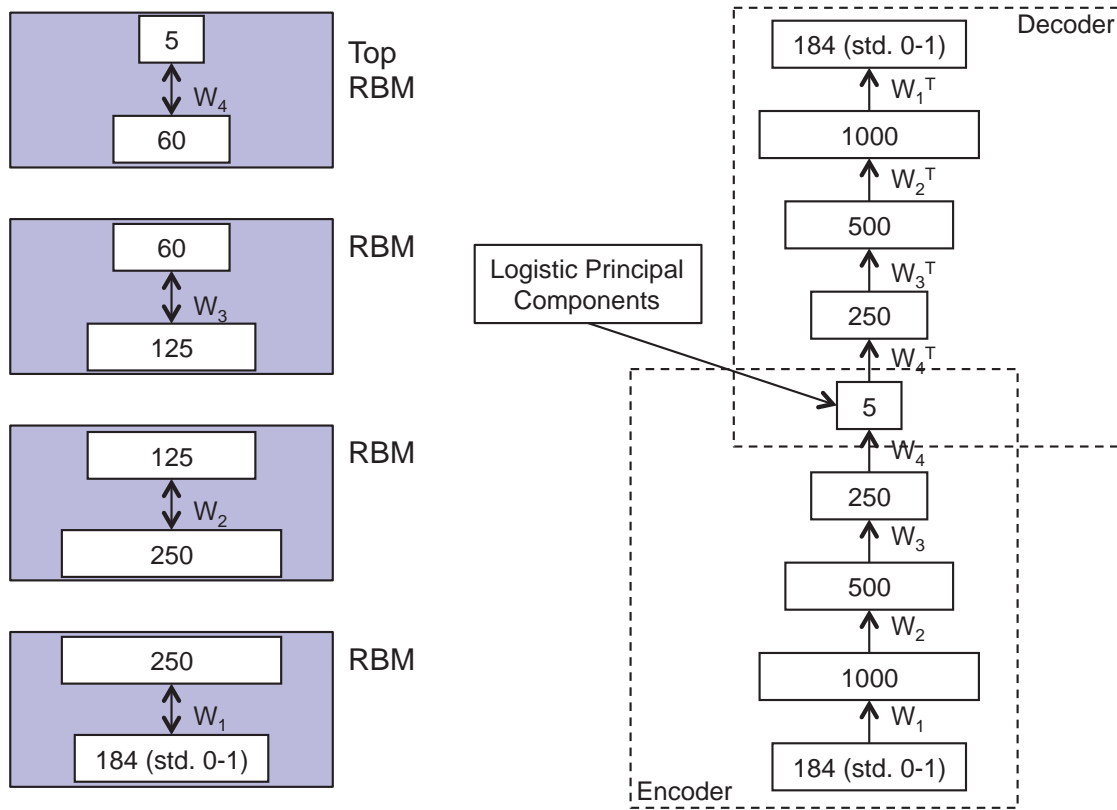 5
W4
60
Top
RBM
60
W3
125
RBM
125
W2
250
RBM
250
W1
184 (std. 0-1)
RBM
Logistic Principal
Components
Decoder
184 (std. 0-1)
W1T
1000
W2T
500
W3T
250
W4T
5
W4
250
W3
500
W2
1000
W1
184 (std. 0-1)
Encoder